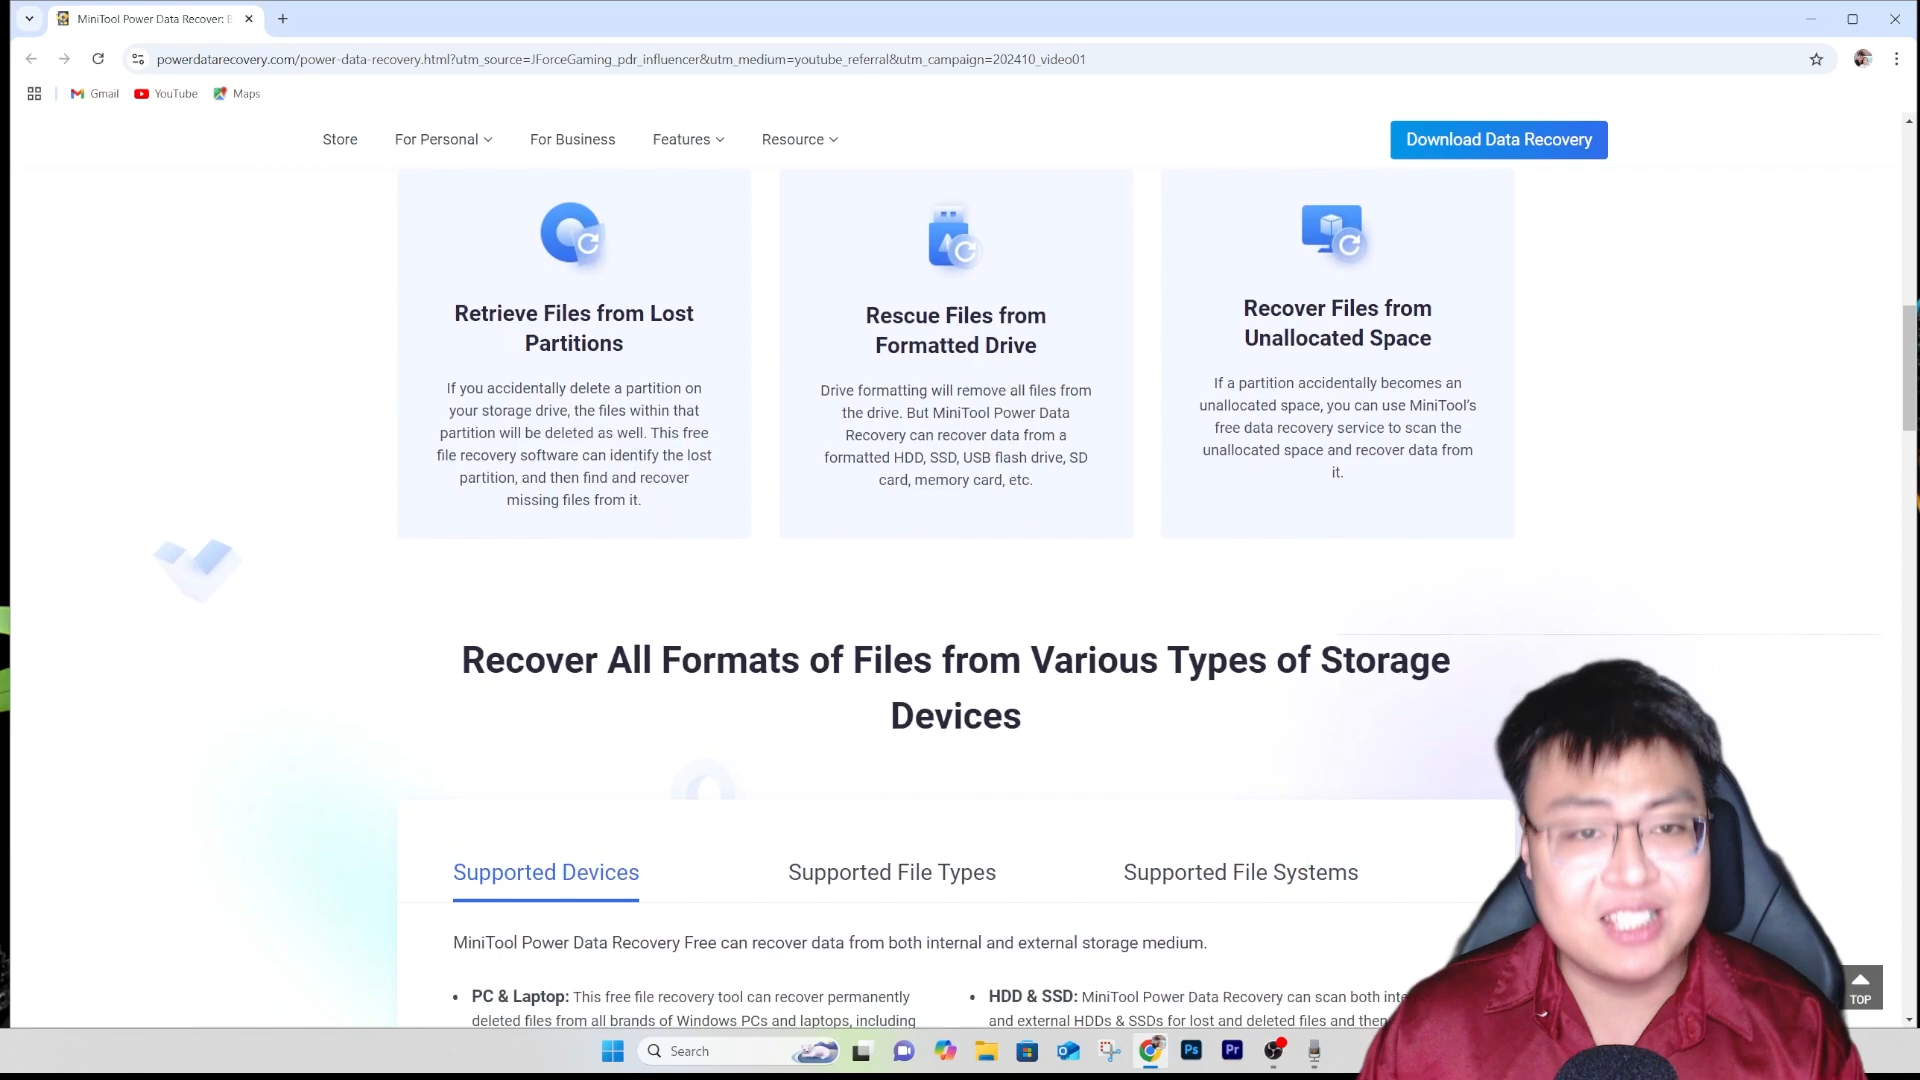 MiniTool Power Data Recover: B
powerdatarecovery.com/power-data-recovery.html?utm_source=JForceGaming_pdr_influencer&utm_medium=youtube_referral&utm_campaign=202410_video01
Gmail YouTube Maps
Store For Personal For Business Features Resource Download Data Recovery
Retrieve Files from Lost
Partitions
If you accidentally delete a partition on
your storage drive, the files within that
partition will be deleted as well. This free
file recovery software can identify the lost
partition, and then find and recover
missing files from it.
Rescue Files from
Formatted Drive
Drive formatting will remove all files from
the drive. But MiniTool Power Data
Recovery can recover data from a
formatted HDD, SSD, USB flash drive, SD
card, memory card, etc.
Recover Files from
Unallocated Space
If a partition accidentally becomes an
unallocated space, you can use MiniTool’s
free data recovery service to scan the
unallocated space and recover data from
it.
Recover All Formats of Files from Various Types of Storage
Devices
Supported Devices Supported File Types Supported File Systems
MiniTool Power Data Recovery Free can recover data from both internal and external storage medium.
• PC & Laptop: This free file recovery tool can recover permanently
deleted files from all brands of Windows PCs and laptops, including
• HDD & SSD: MiniTool Power Data Recovery can scan both inte
and external HDDs & SSDs for lost and deleted files and then
TOP
Search
Ps
Pr